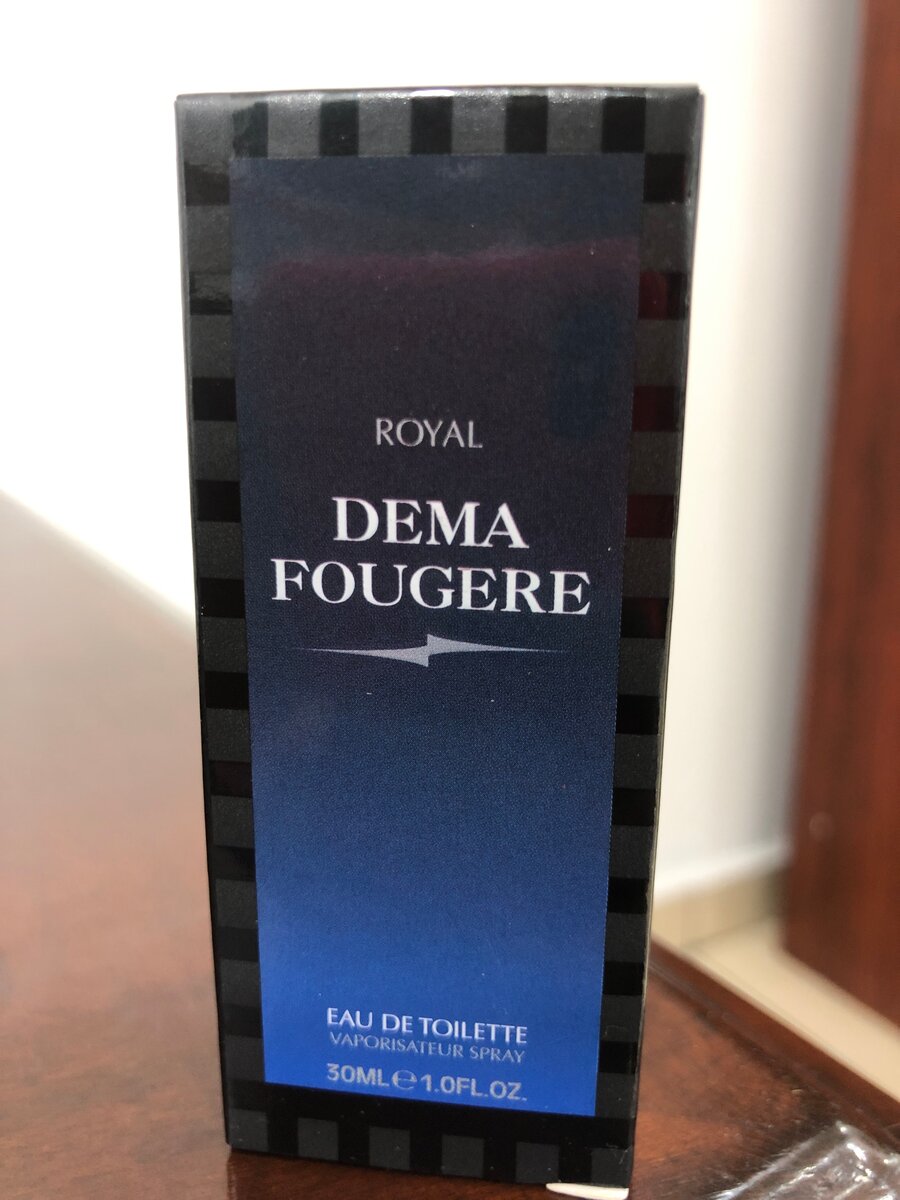 ROYAL
DEMA
FOUGERE
EAU DE TOILETTE
VAPORISATEUR SPRAY
30ML℮1.0FL.OZ.